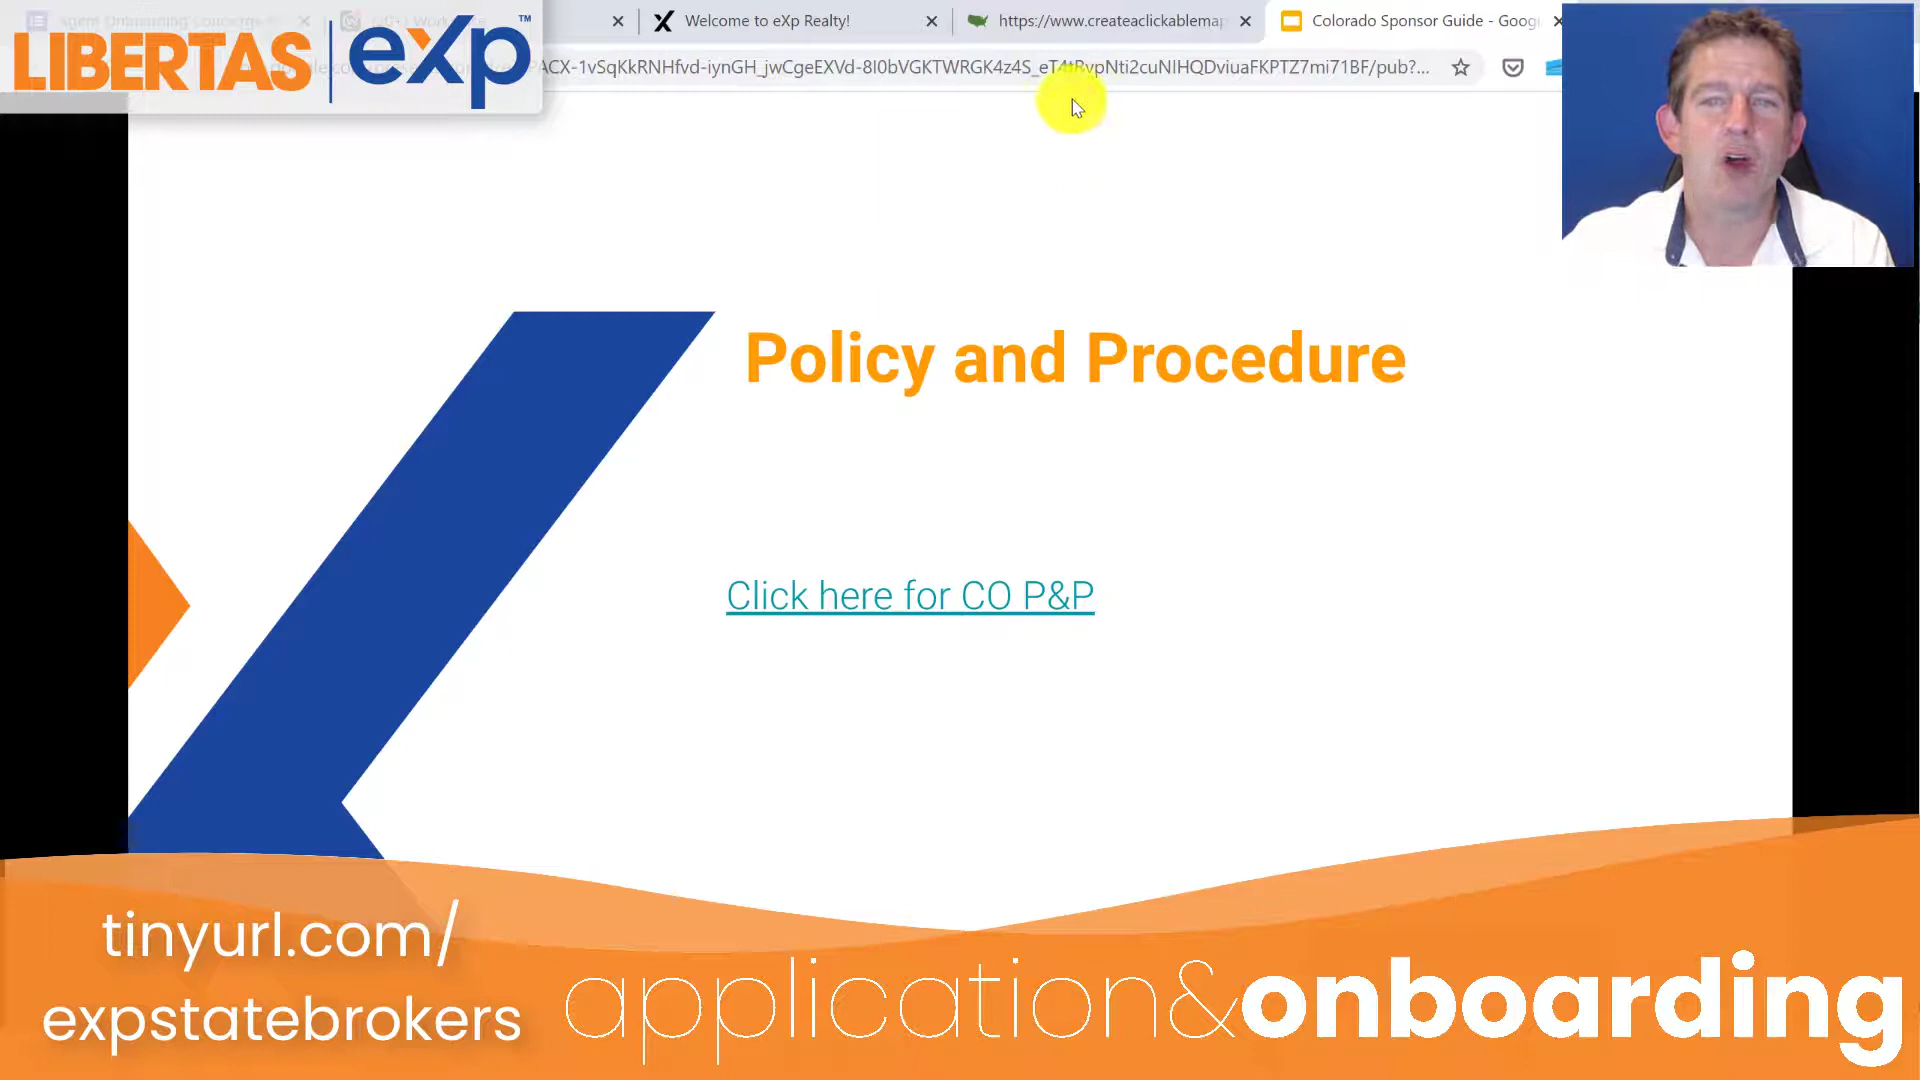 Welcome to eXp Realty!
https://www.createaclickablemap
Colorado Sponsor Guide - Goog
LIBERTAS
eXp™
ACX-1vSqKkRNHfvd-iynGH_jwCgeEXVd-8I0bVGKTWRGK4z4S_eT4tRvpNti2cuNIHQDviuaFKPTZ7mi71BF/pub?...
Policy and Procedure
Click here for CO P&P
tinyurl.com/
expstatebrokers
application&onboarding